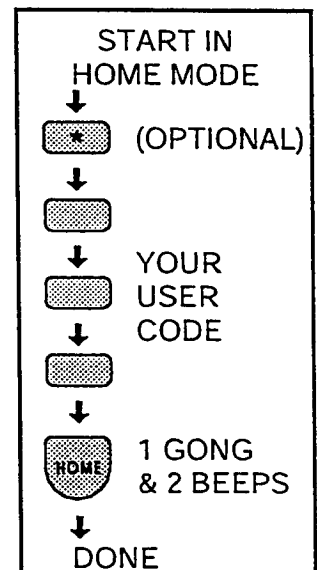 START IN
HOME MODE
* (OPTIONAL)
YOUR
USER
CODE
HOME 1 GONG
& 2 BEEPS
DONE